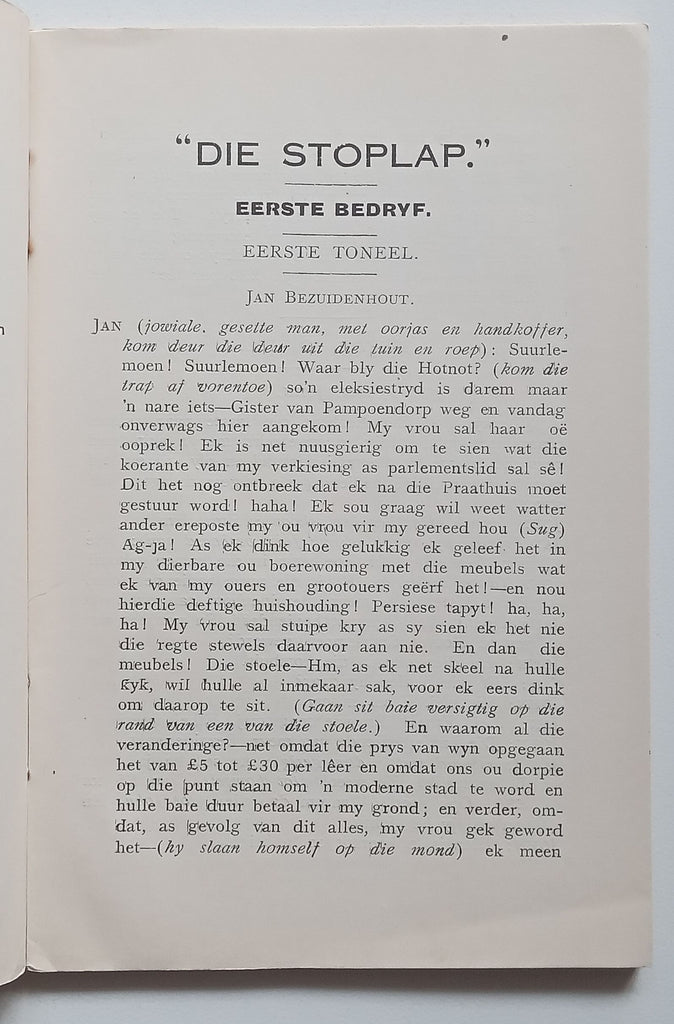 “DIE STOPLAP.”
EERSTE BEDRYF.
EERSTE TONEEL.
JAN BEZUIDENHOUT.
JAN (jowiale. gesette man, met oorjas en handkoffer,
kom deur die deur uit die tuin en roep): Suurle-
moen! Suurlemoen! Waar bly die Hotnot? (kom die
trap af vorentoe) so’n eleksiestryd is darem maar
’n nare iets—Gister van Pampoendorp weg en vandag
onverwags hier aangekom! My vrou sal haar oë
ooprek! Ek is net nuusgierig om te sien wat die
koerante van my verkiesing as parlementslid sal sê!
Dit het nog ontbreek dat ek na die Praathuis moet
gestuur word! haha! Ek sou graag wil weet watter
ander ereposte my ou vrou vir my gereed hou (Sug)
Ag-ja! As ek dink hoe gelukkig ek geleef het in
my dierbare ou boerewoning met die meubels wat
ek van my ouers en grootouers geërf het!—en nou
hierdie deftige huishouding! Persiese tapyt! ha, ha,
ha! My vrou sal stuipe kry as sy sien ek het nie
die regte stewels daarvoor aan nie. En dan die
meubels! Die stoele—Hm, as ek net skeel na hulle
kyk, wil hulle al inmekaar sak, voor ek eers dink
om daarop te sit. (Gaan sit baie versigtig op die
rand van een van die stoele.) En waarom al die
veranderinge?—net omdat die prys van wyn opgegaan
het van £5 tot £30 per lêer en omdat ons ou dorpie
op die punt staan om ’n moderne stad te word en
hulle baie duur betaal vir my grond; en verder, om-
dat, as gevolg van dit alles, my vrou gek geword
het—(hy slaan homself op die mond) ek meen